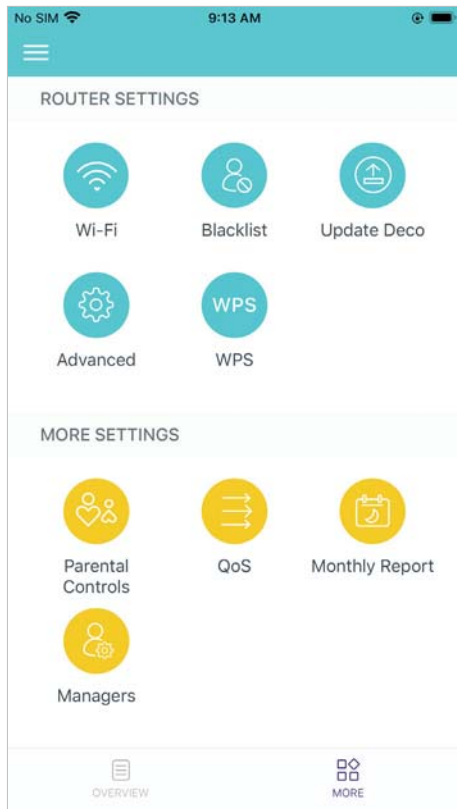 No SIM 9:13 AM
ROUTER SETTINGS
Wi-Fi Blacklist Update Deco
WPS
Advanced WPS
MORE SETTINGS
Parental Controls QoS Monthly Report
Managers
OVERVIEW MORE